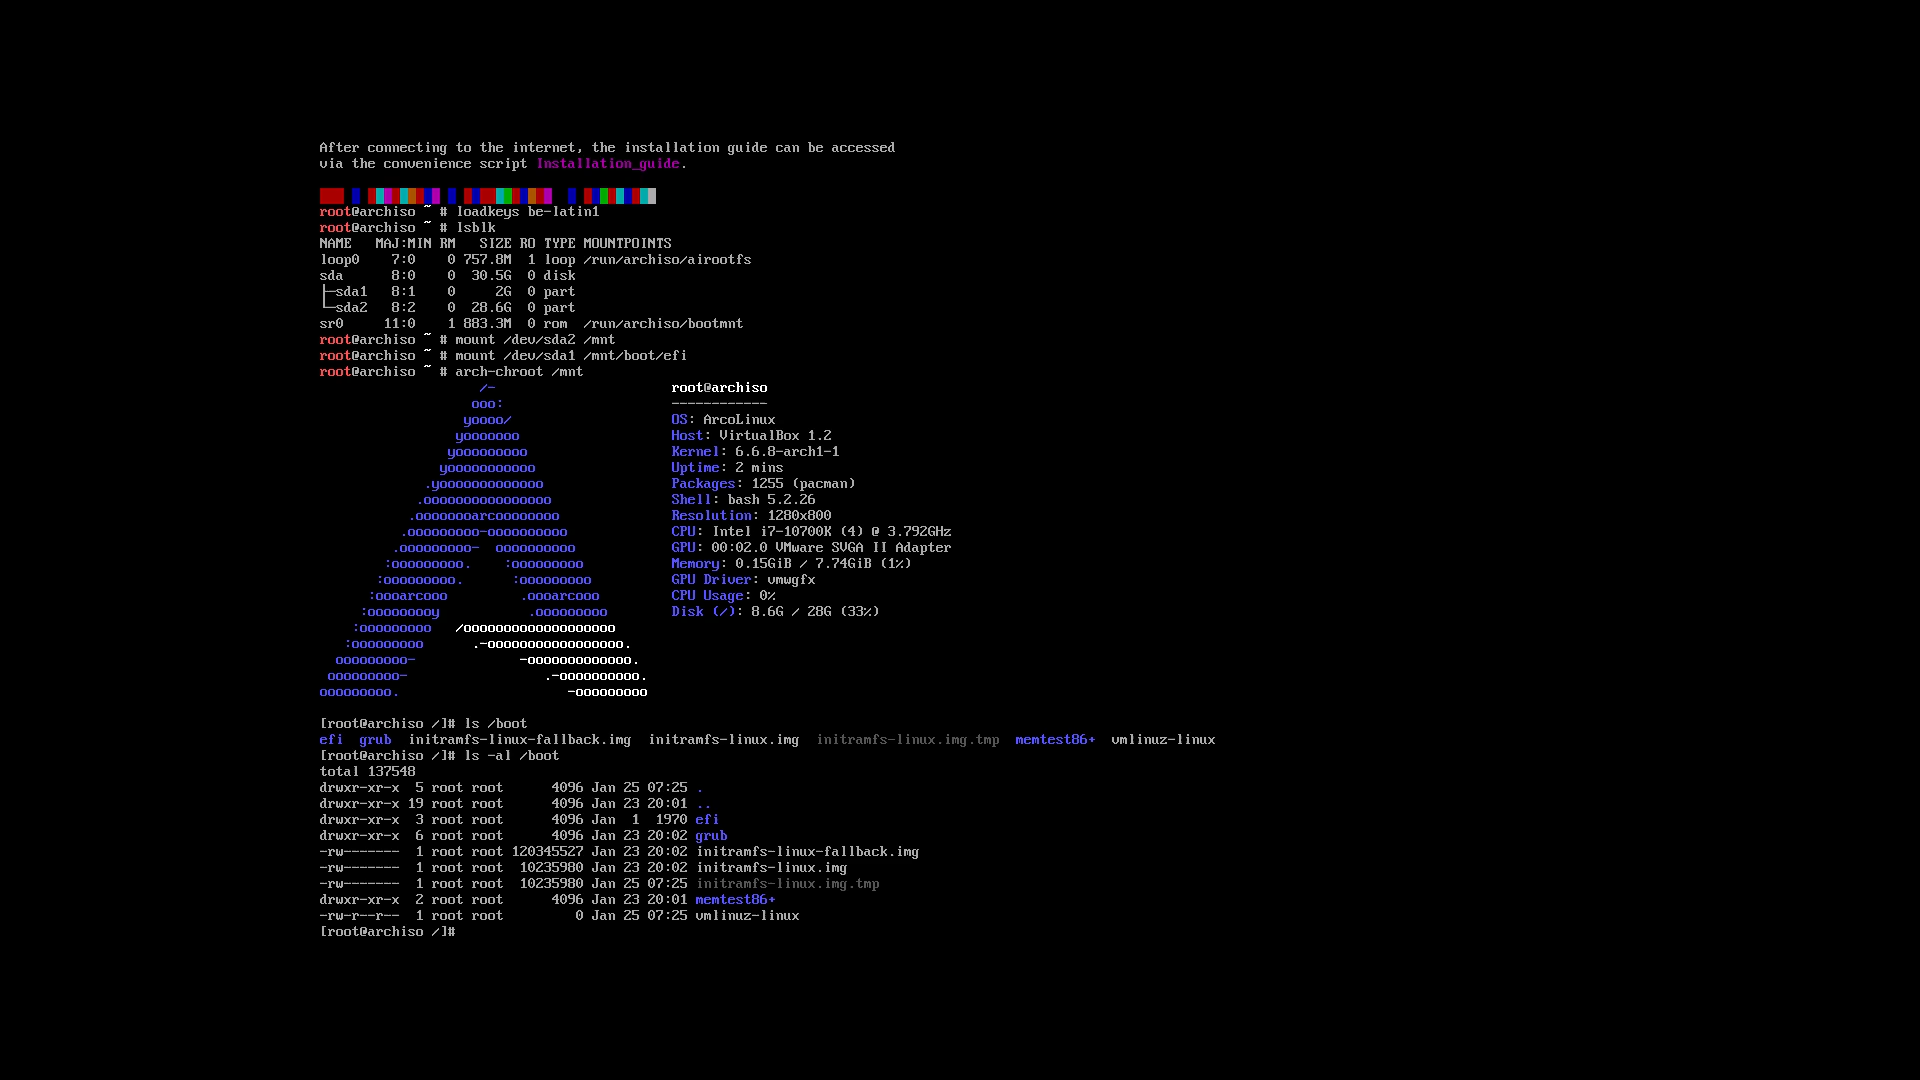 After connecting to the internet, the installation guide can be accessed
via the convenience script Installation_guide.
root@archiso ~ # loadkeys be-latin1
root@archiso ~ # lsblk
NAME   MAJ:MIN RM   SIZE RO TYPE MOUNTPOINTS
loop0    7:0    0 757.8M  1 loop /run/archiso/airootfs
sda      8:0    0  30.5G  0 disk
├─sda1   8:1    0     2G  0 part
└─sda2   8:2    0  28.6G  0 part
sr0     11:0    1 883.3M  0 rom  /run/archiso/bootmnt
root@archiso ~ # mount /dev/sda2 /mnt
root@archiso ~ # mount /dev/sda1 /mnt/boot/efi
root@archiso ~ # arch-chroot /mnt
                    /-                      root@archiso
                   ooo:                     ------------
                  yoooo/                    OS: ArcoLinux
                 yooooooo                   Host: VirtualBox 1.2
                yooooooooo                  Kernel: 6.6.8-arch1-1
               yooooooooooo                 Uptime: 2 mins
             .yooooooooooooo                Packages: 1255 (pacman)
            .oooooooooooooooo               Shell: bash 5.2.26
           .oooooooarcoooooooo              Resolution: 1280x800
          .ooooooooo-oooooooooo             CPU: Intel i7-10700K (4) @ 3.792GHz
         .ooooooooo-  oooooooooo            GPU: 00:02.0 VMware SVGA II Adapter
        :ooooooooo.    :ooooooooo           Memory: 0.15GiB / 7.74GiB (1%)
       :ooooooooo.      :ooooooooo          GPU Driver: vmwgfx
      :oooarcooo         .oooarcooo         CPU Usage: 0%
     :ooooooooy           .ooooooooo        Disk (/): 8.6G / 28G (33%)
    :ooooooooo   /ooooooooooooooooooo
   :ooooooooo      .-ooooooooooooooooo.
  ooooooooo-             -ooooooooooooo.
 ooooooooo-                 .-oooooooooo.
ooooooooo.                     -ooooooooo
[root@archiso /]# ls /boot
efi  grub  initramfs-linux-fallback.img  initramfs-linux.img  initramfs-linux.img.tmp  memtest86+  vmlinuz-linux
[root@archiso /]# ls -al /boot
total 137548
drwxr-xr-x  5 root root      4096 Jan 25 07:25 .
drwxr-xr-x 19 root root      4096 Jan 23 20:01 ..
drwxr-xr-x  3 root root      4096 Jan  1  1970 efi
drwxr-xr-x  6 root root      4096 Jan 23 20:02 grub
-rw-------  1 root root 120345527 Jan 23 20:02 initramfs-linux-fallback.img
-rw-------  1 root root  10235980 Jan 23 20:02 initramfs-linux.img
-rw-------  1 root root  10235980 Jan 25 07:25 initramfs-linux.img.tmp
drwxr-xr-x  2 root root      4096 Jan 23 20:01 memtest86+
-rw-r--r--  1 root root         0 Jan 25 07:25 vmlinuz-linux
[root@archiso /]#